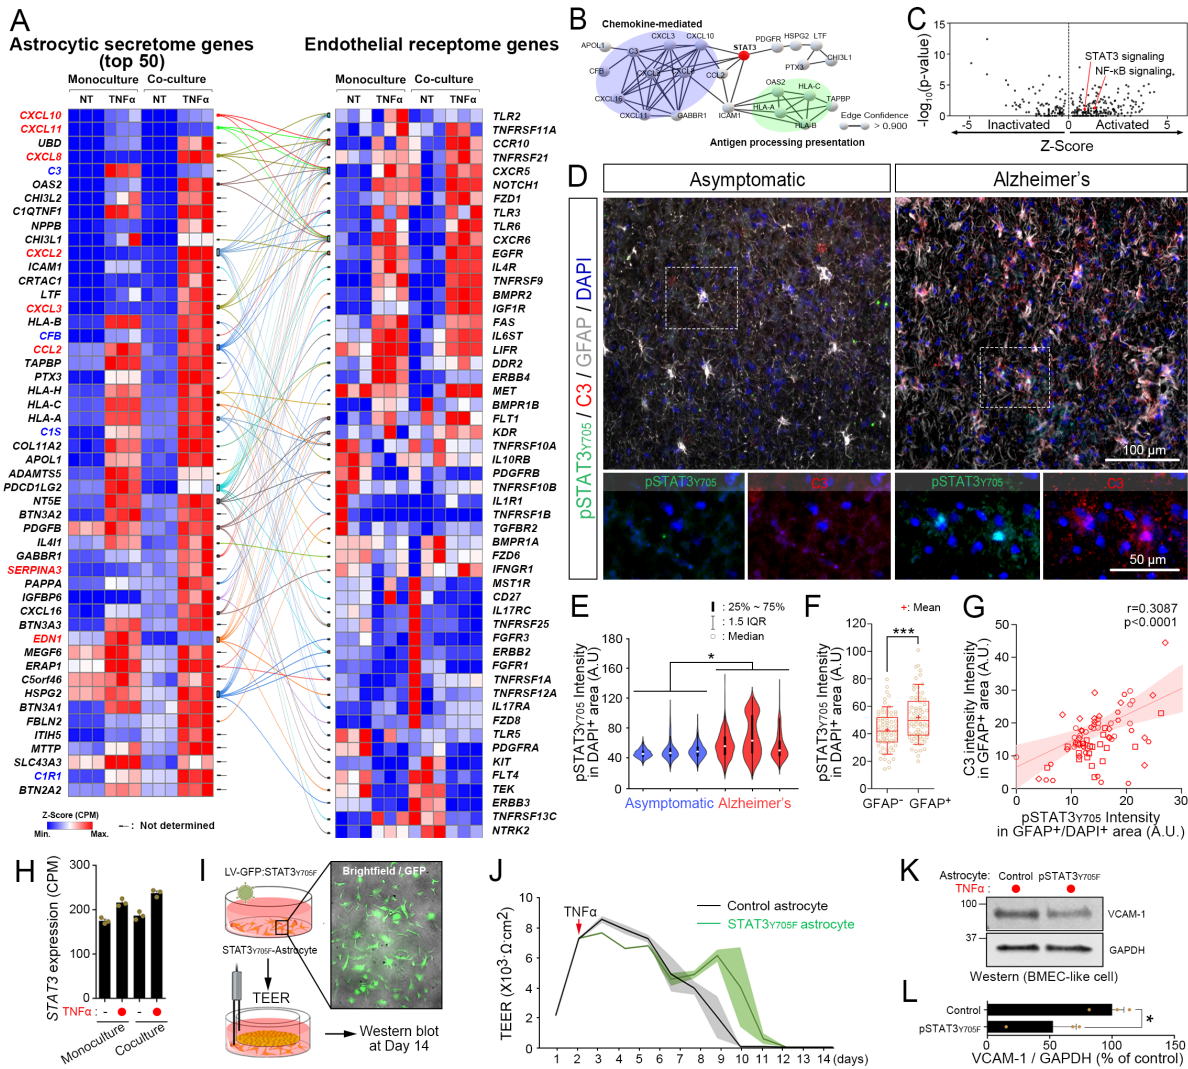 A
Astrocytic secretome genes
(top 50)
Endothelial receptome genes
Monoculture
Co-culture
Monoculture
Co-culture
NT
TNFα
NT
TNFα
NT
TNFα
NT
TNFα
CXCL10
CXCL11
UBD
CXCL8
C3
OAS2
CHI3L2
C1QTNF1
NPPB
CHI3L1
CXCL2
ICAM1
CRTAC1
LTF
CXCL3
HLA-B
CFB
CCL2
TAPBP
PTX3
HLA-H
HLA-C
HLA-A
C1S
COL11A2
APOL1
ADAMTS5
PDCD1LG2
NT5E
BTN3A2
PDGFB
IL4I1
GABBR1
SERPINA3
PAPPA
IGFBP6
CXCL16
BTN3A3
EDN1
MEGF6
ERAP1
C5orf46
HSPG2
BTN3A1
FBLN2
ITIH5
MTTP
SLC43A3
C1R1
BTN2A2
TLR2
TNFRSF11A
CCR10
TNFRSF21
CXCR5
NOTCH1
FZD1
TLR3
TLR6
CXCR6
EGFR
IL4R
TNFRSF9
BMPR2
IGF1R
FAS
IL6ST
LIFR
DDR2
ERBB4
MET
BMPR1B
FLT1
KDR
TNFRSF10A
IL10RB
PDGFRB
TNFRSF10B
IL1R1
TNFRSF1B
TGFBR2
BMPR1A
FZD6
IFNGR1
MST1R
CD27
IL17RC
TNFRSF25
FGFR3
ERBB2
FGFR1
TNFRSF1A
TNFRSF12A
IL17RA
FZD8
TLR5
PDGFRA
KIT
FLT4
TEK
ERBB3
TNFRSF13C
NTRK2
Z-Score (CPM)
Min.
Max.
: Not determined
B
Chemokine-mediated
APOL1
C3
CXCL3
CXCL10
STAT3
PDGFR
HSPG2
LTF
CHI3L1
PTX3
CFB
CXCL2
CXCL8
CCL2
CXCL16
CXCL11
GABBR1
ICAM1
OAS2
HLA-C
HLA-A
HLA-B
TAPBP
Edge Confidence
> 0.900
Antigen processing presentation
C
-log10(p-value)
15
10
5
0
STAT3 signaling
NF-κB signaling
Inactivated
Activated
-5
0
5
Z-Score
D
Asymptomatic
Alzheimer's
pSTAT3Y705 / C3 / GFAP / DAPI
100 µm
pSTAT3Y705
C3
pSTAT3Y705
C3
50 µm
E
: 25% ~ 75%
: 1.5 IQR
: Median
pSTAT3Y705 Intensity
in DAPI+ area (A.U)
180
160
120
80
40
0
*
Asymptomatic
Alzheimer's
F
+: Mean
pSTAT3Y705 Intensity
in DAPI+ area (A.U)
120
100
80
60
40
20
0
***
GFAP-
GFAP+
G
r=0.3087
p<0.0001
C3 intensity Intensity
in GFAP+ area (A.U.)
50
40
30
20
10
0
0
10
20
30
pSTAT3Y705 Intensity
in GFAP+/DAPI+ area (A.U.)
H
STAT3 expression (CPM)
300
200
100
0
TNFα :
-
-
Monoculture
Coculture
I
LV-GFP:STAT3Y705F
Brightfield / GFP
STAT3Y705F-Astrocyte
TEER
Western blot
at Day 14
J
TEER (X10³·Ω·cm2)
10
8
6
4
2
0
TNFα
Control astrocyte
STAT3Y705F astrocyte
1 2 3 4 5 6 7 8 9 10 11 12 13 14 (days)
K
Astrocyte: Control pSTAT3Y705F
TNFα :
100
37
VCAM-1
GAPDH
Western (BMEC-like cell)
L
Control
pSTAT3Y705F
*
0
50
100
150
VCAM-1 / GAPDH (% of control)